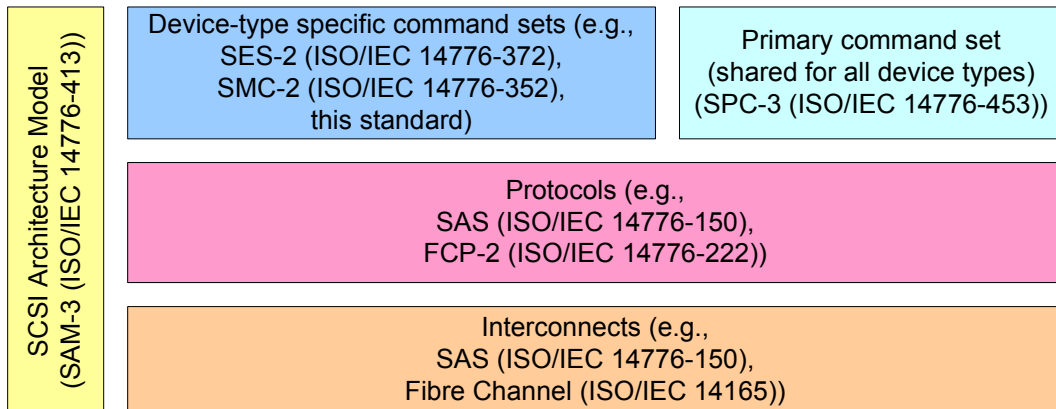 SCSI Architecture Model
(SAM-3 (ISO/IEC 14776-413))
Device-type specific command sets (e.g.,
SES-2 (ISO/IEC 14776-372),
SMC-2 (ISO/IEC 14776-352),
this standard)
Primary command set
(shared for all device types)
(SPC-3 (ISO/IEC 14776-453))
Protocols (e.g.,
SAS (ISO/IEC 14776-150),
FCP-2 (ISO/IEC 14776-222))
Interconnects (e.g.,
SAS (ISO/IEC 14776-150),
Fibre Channel (ISO/IEC 14165))